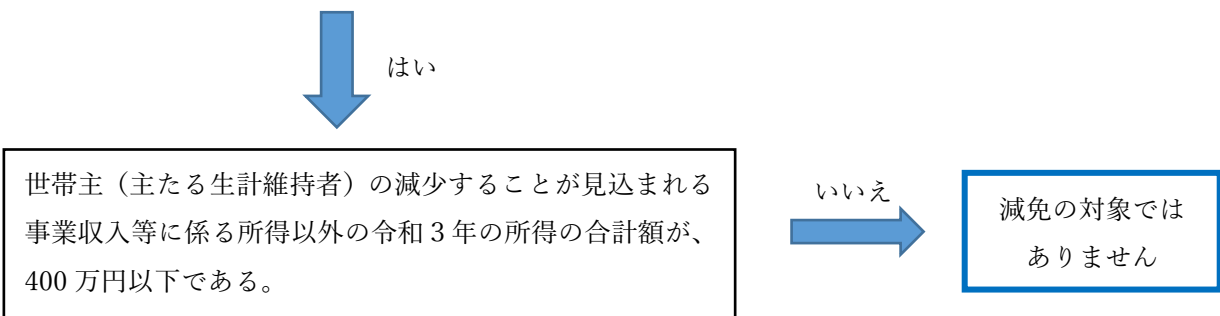 はい
世帯主（主たる生計維持者）の減少することが見込まれる
事業収入等に係る所得以外の令和３年の所得の合計額が、
400 万円以下である。
いいえ
減免の対象では
ありません